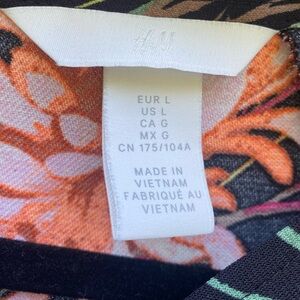 H&M
EUR L
US L
CA G
MX G
CN 175/104A
MADE IN
VIETNAM
FABRIQUÉ AU
VIETNAM